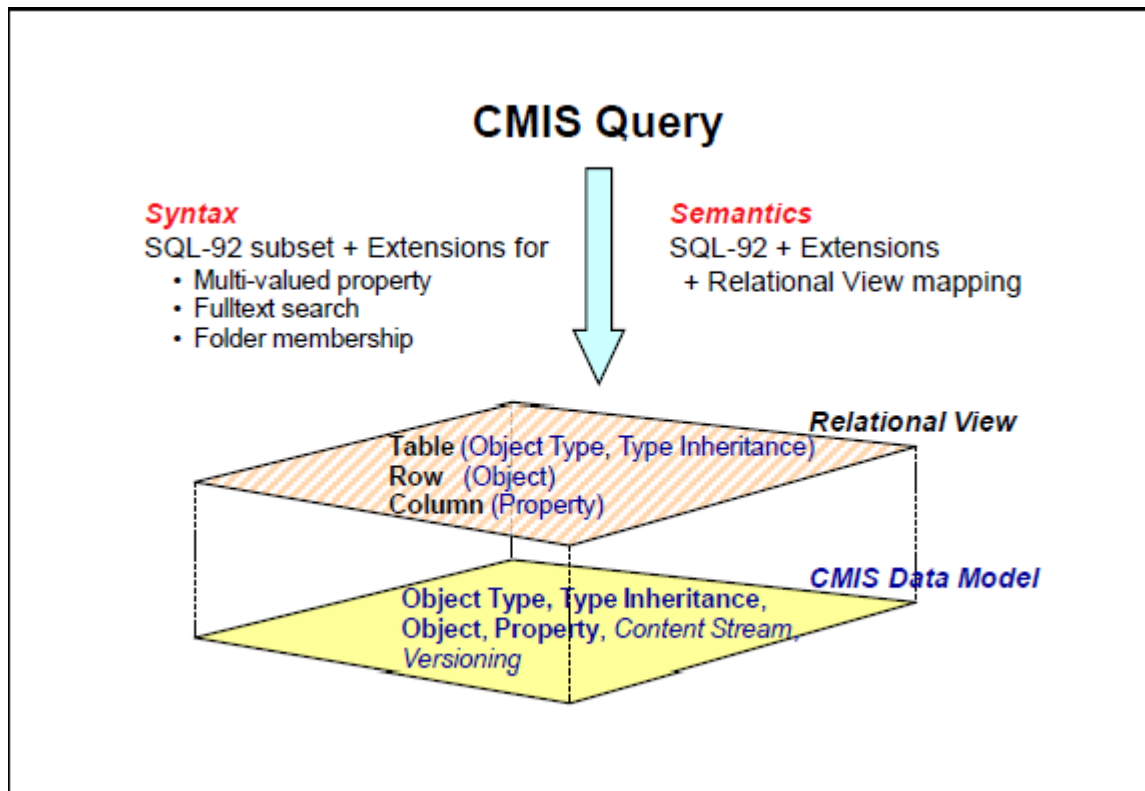 CMIS Query
Syntax
SQL-92 subset + Extensions for
• Multi-valued property
• Fulltext search
• Folder membership
Semantics
SQL-92 + Extensions
+ Relational View mapping
Relational View
Table (Object Type, Type Inheritance)
Row (Object)
Column (Property)
CMIS Data Model
Object Type, Type Inheritance,
Object, Property, Content Stream,
Versioning